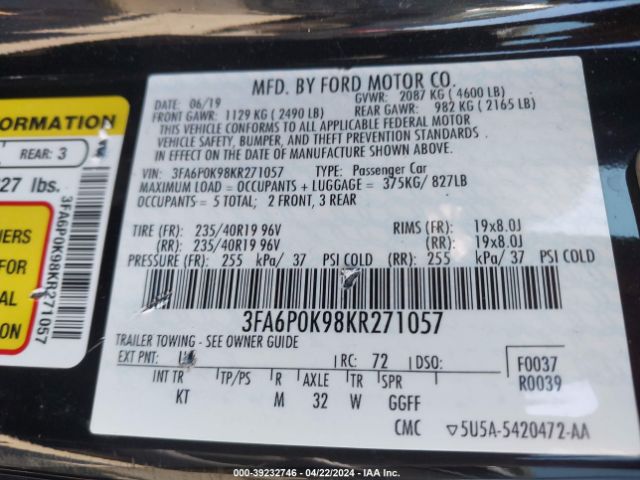 ORMATION
REAR: 3
27 lbs.
3FA6P0K98KR271057
IERS
FOR
AL
ION
MFD. BY FORD MOTOR CO.
DATE: 06/19 GVWR: 2087 KG ( 4600 LB)
FRONT GAWR: 1129 KG ( 2490 LB) REAR GAWR: 982 KG ( 2165 LB)
THIS VEHICLE CONFORMS TO ALL APPLICABLE FEDERAL MOTOR
VEHICLE SAFETY, BUMPER, AND THEFT PREVENTION STANDARDS
IN EFFECT ON THE DATE OF MANUFACTURE SHOWN ABOVE.
VIN: 3FA6P0K98KR271057 TYPE: Passenger Car
MAXIMUM LOAD = OCCUPANTS + LUGGAGE = 375KG/ 827LB
OCCUPANTS = 5 TOTAL; 2 FRONT, 3 REAR
TIRE (FR): 235/40R19 96V RIMS (FR): 19x8.0J
(RR): 235/40R19 96V (RR): 19x8.0J
PRESSURE (FR): 255 kPa/ 37 PSI COLD (RR): 255 kPa/ 37 PSI COLD
3FA6P0K98KR271057
TRAILER TOWING - SEE OWNER GUIDE
EXT PNT: RC: 72 DSO: F0037
INT TR TP/PS R AXLE TR SPR R0039
KT M 32 W GGFF
CMC ▽5U5A-5420472-AA
000-39232746 - 04/22/2024 - IAA Inc.